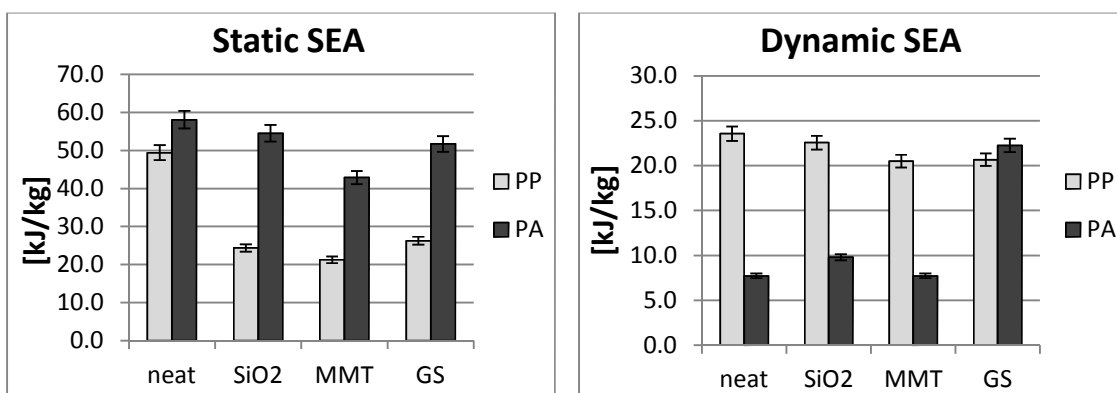 Static SEA
[kJ/kg]
70.0
60.0
50.0
40.0
30.0
20.0
10.0
0.0
neat SiO2 MMT GS
PP
PA
Dynamic SEA
[kJ/kg]
30.0
25.0
20.0
15.0
10.0
5.0
0.0
neat SiO2 MMT GS
PP
PA